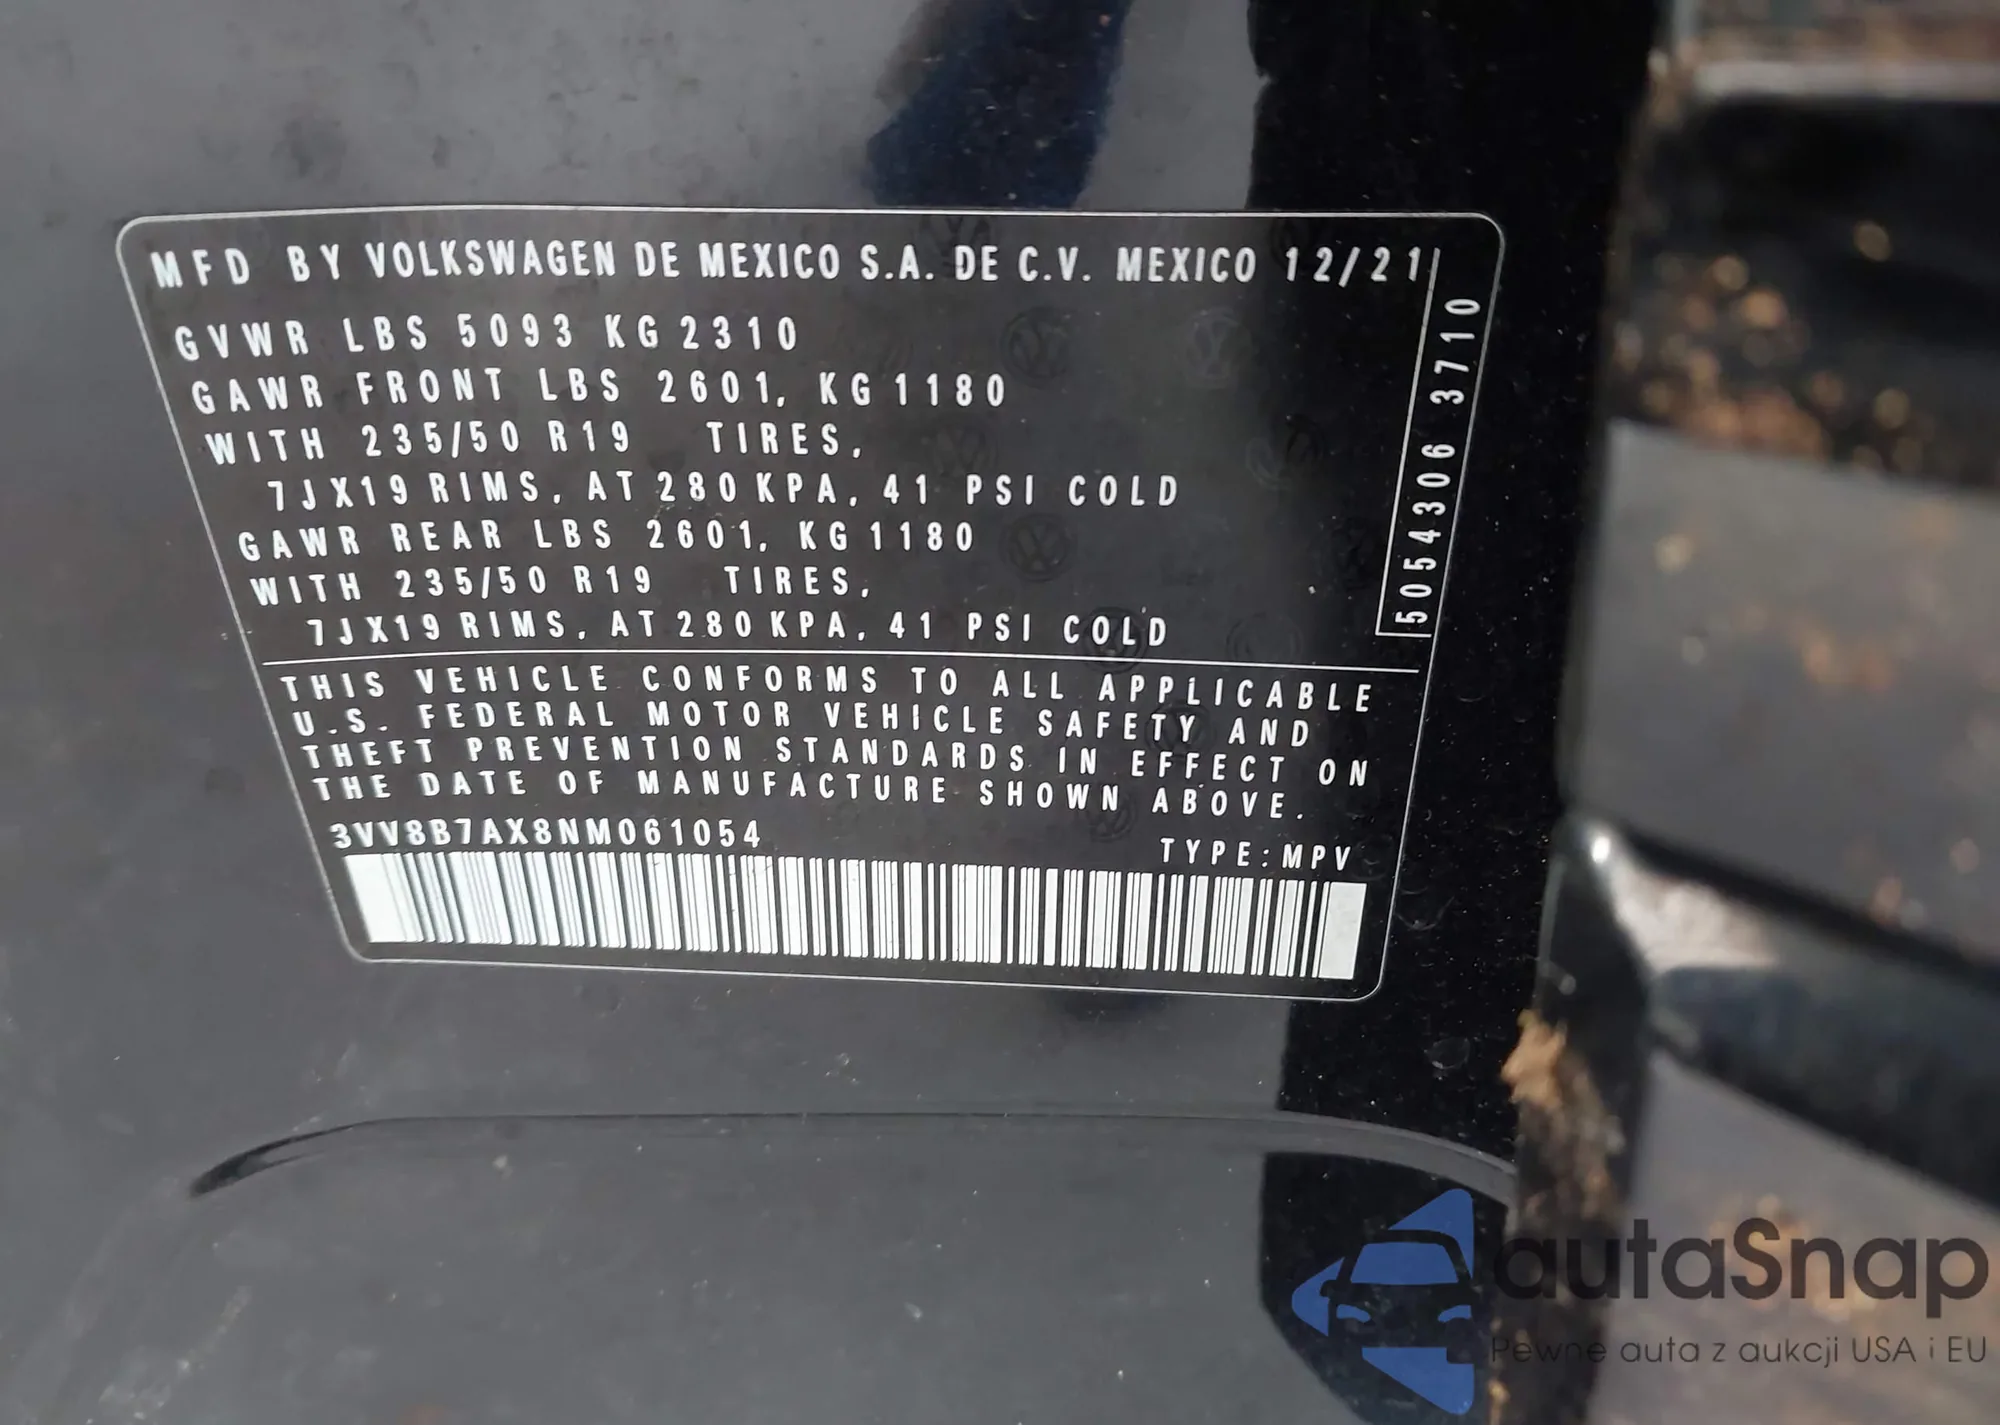 MFD BY VOLKSWAGEN DE MEXICO S.A. DE C.V. MEXICO 12/21
GVWR LBS 5093 KG 2310
GAWR FRONT LBS 2601, KG 1180
WITH 235/50 R19 TIRES,
7JX19 RIMS, AT 280 KPA, 41 PSI COLD
GAWR REAR LBS 2601, KG 1180
WITH 235/50 R19 TIRES,
7JX19 RIMS, AT 280 KPA, 41 PSI COLD
5054306 3710
THIS VEHICLE CONFORMS TO ALL APPLICABLE
U.S. FEDERAL MOTOR VEHICLE SAFETY AND
THEFT PREVENTION STANDARDS IN EFFECT ON
THE DATE OF MANUFACTURE SHOWN ABOVE.
3VV8B7AX8NM061054
TYPE: MPV
autaSnap
Pewne auta z aukcji USA i EU